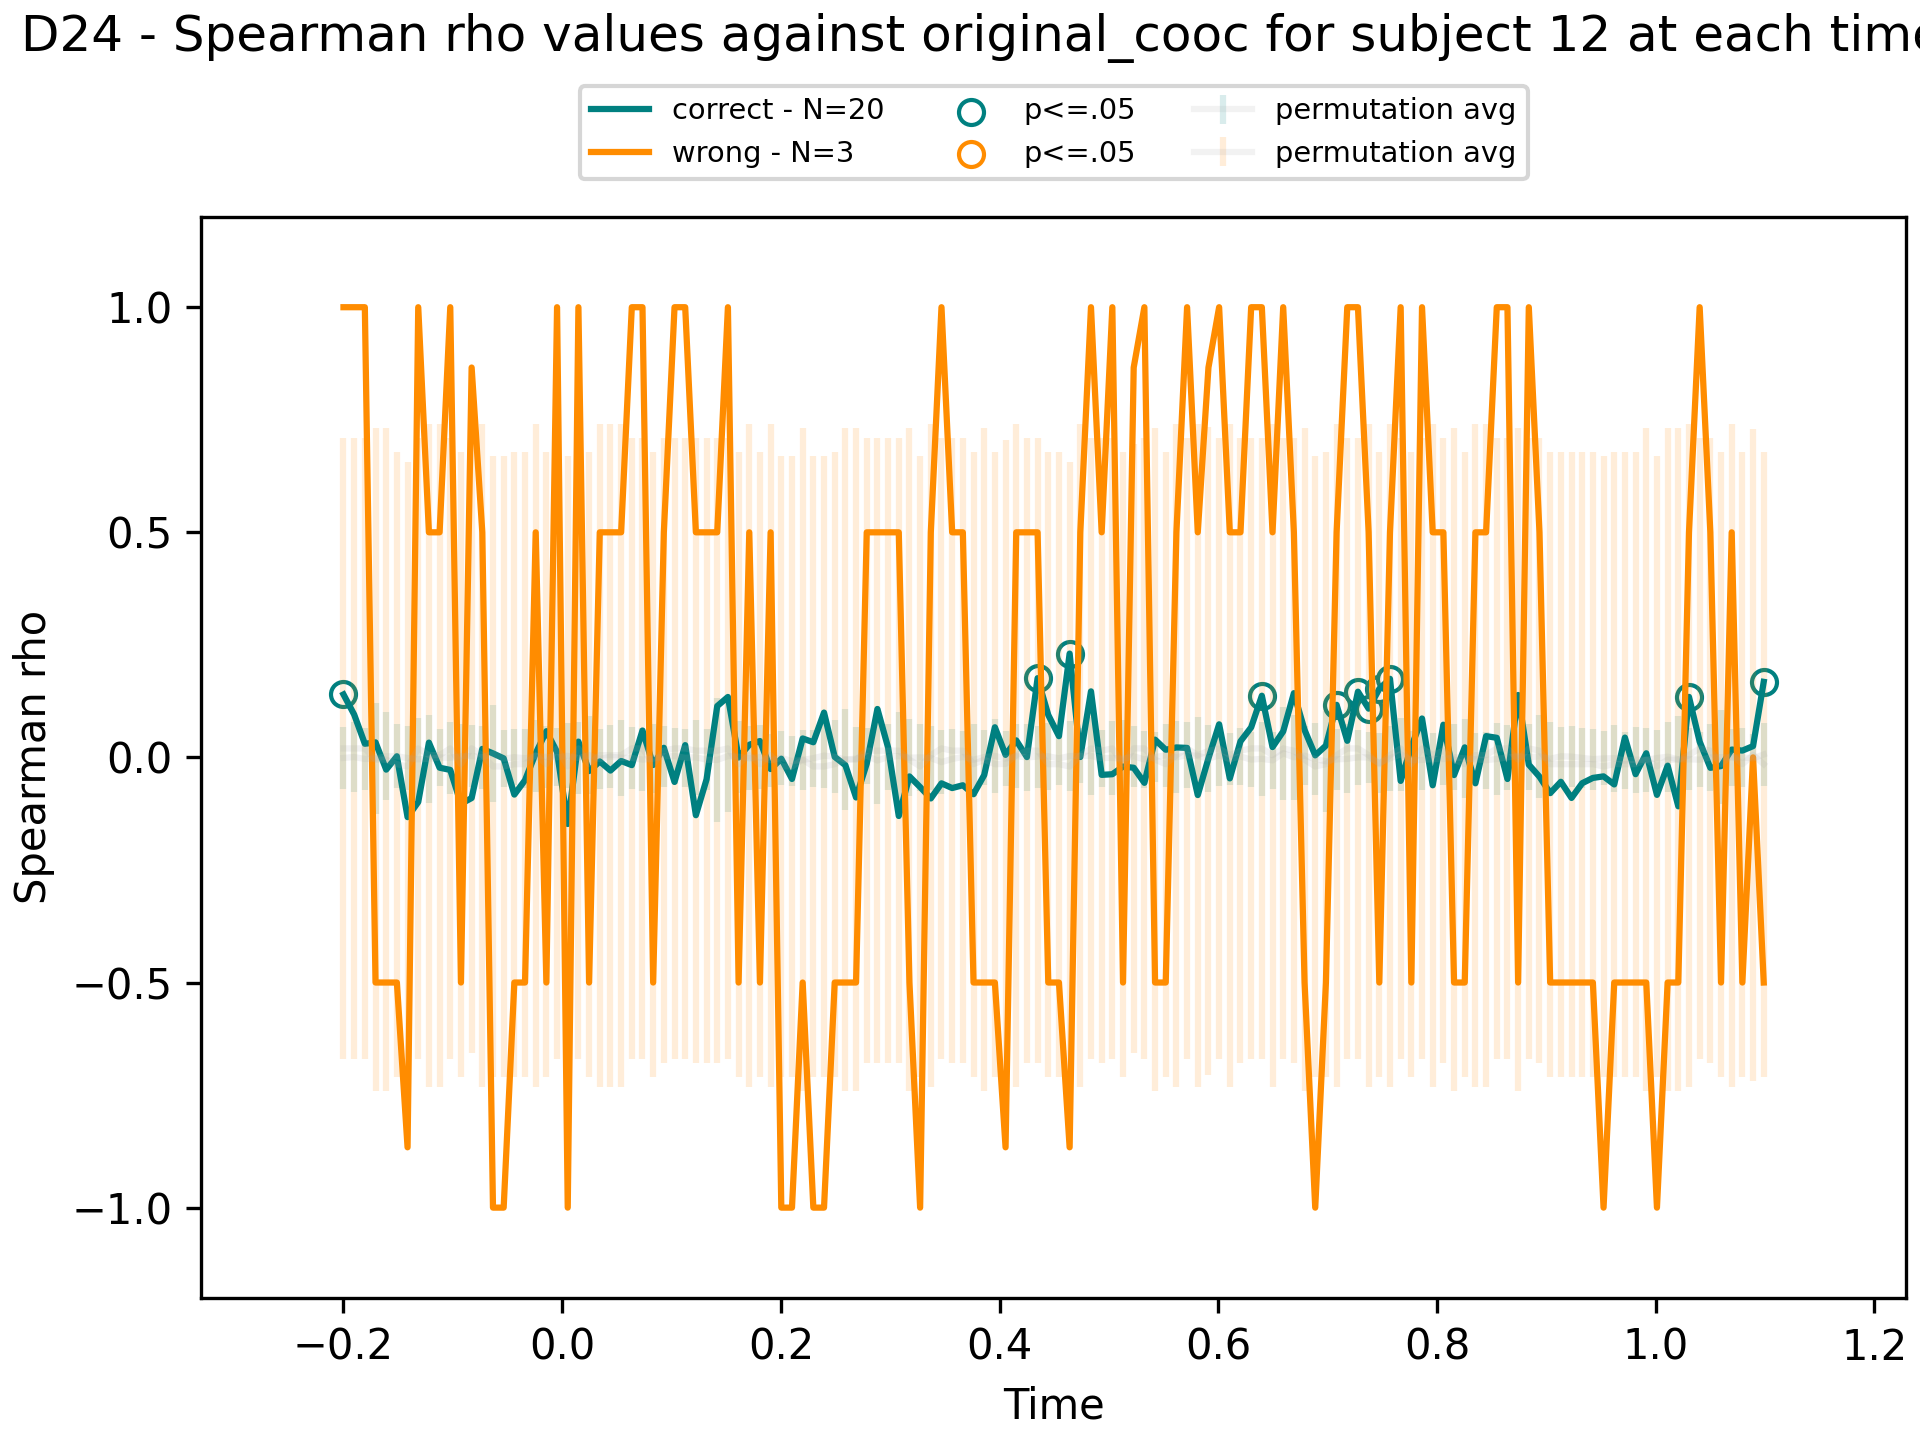 D24 - Spearman rho values against original_cooc for subject 12 at each time
correct - N=20 p<=.05 permutation avg
wrong - N=3 p<=.05 permutation avg
1.0
0.5
0.0
−0.5
−1.0
Spearman rho
−0.2 0.0 0.2 0.4 0.6 0.8 1.0 1.2
Time